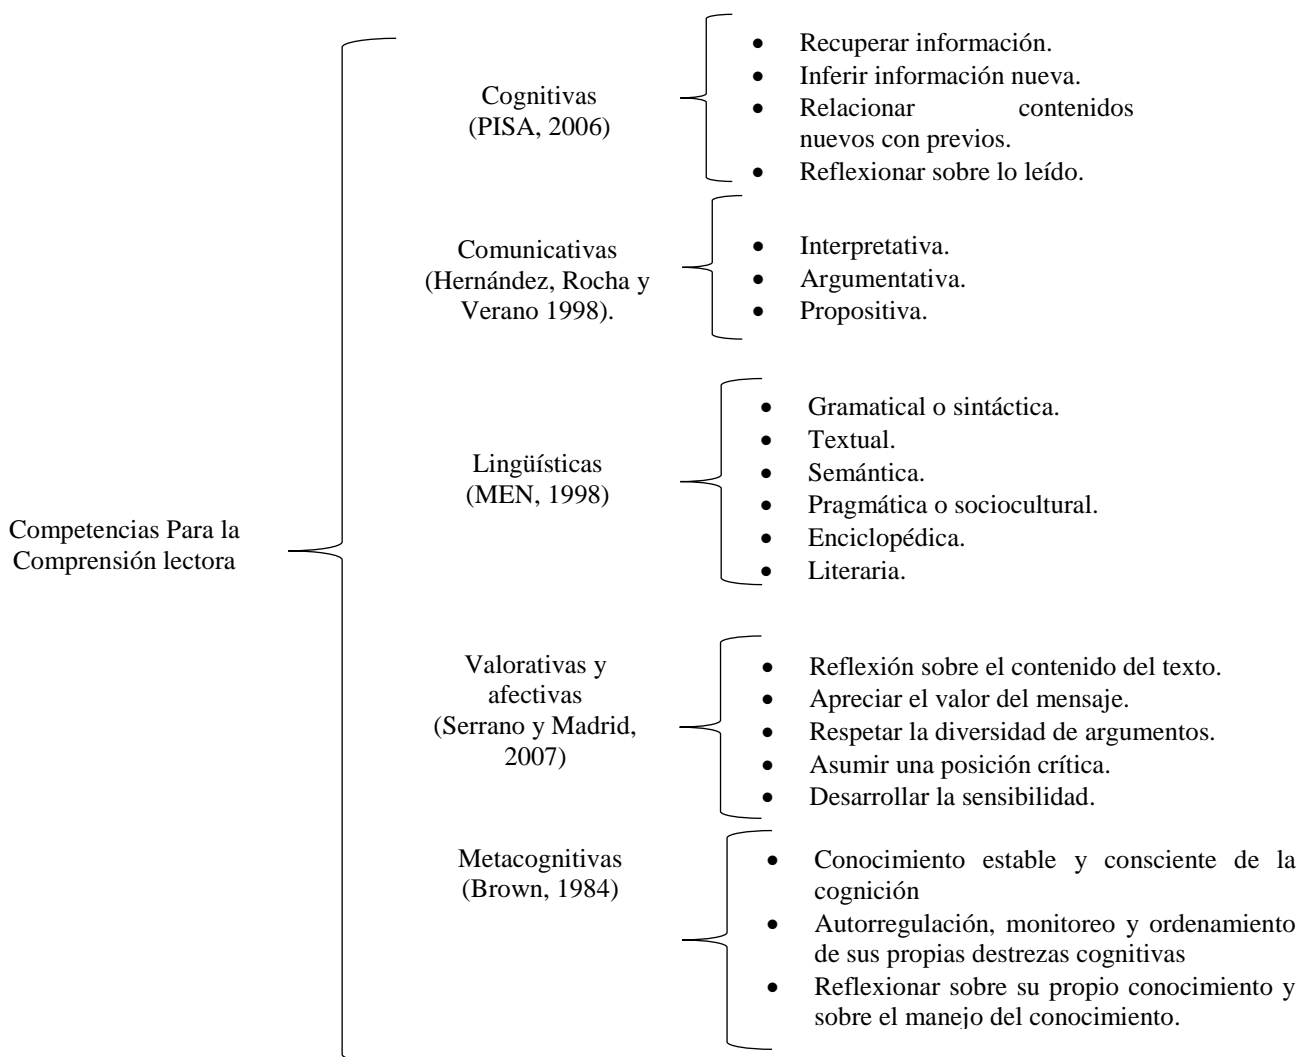 Competencias Para la
Comprensión lectora
Cognitivas
(PISA, 2006)
• Recuperar información.
• Inferir información nueva.
• Relacionar contenidos
nuevos con previos.
• Reflexionar sobre lo leído.
Comunicativas
(Hernández, Rocha y
Verano 1998).
• Interpretativa.
• Argumentativa.
• Propositiva.
Lingüísticas
(MEN, 1998)
• Gramatical o sintáctica.
• Textual.
• Semántica.
• Pragmática o sociocultural.
• Enciclopédica.
• Literaria.
Valorativas y
afectivas
(Serrano y Madrid,
2007)
• Reflexión sobre el contenido del texto.
• Apreciar el valor del mensaje.
• Respetar la diversidad de argumentos.
• Asumir una posición crítica.
• Desarrollar la sensibilidad.
Metacognitivas
(Brown, 1984)
• Conocimiento estable y consciente de la
cognición
• Autorregulación, monitoreo y ordenamiento
de sus propias destrezas cognitivas
• Reflexionar sobre su propio conocimiento y
sobre el manejo del conocimiento.